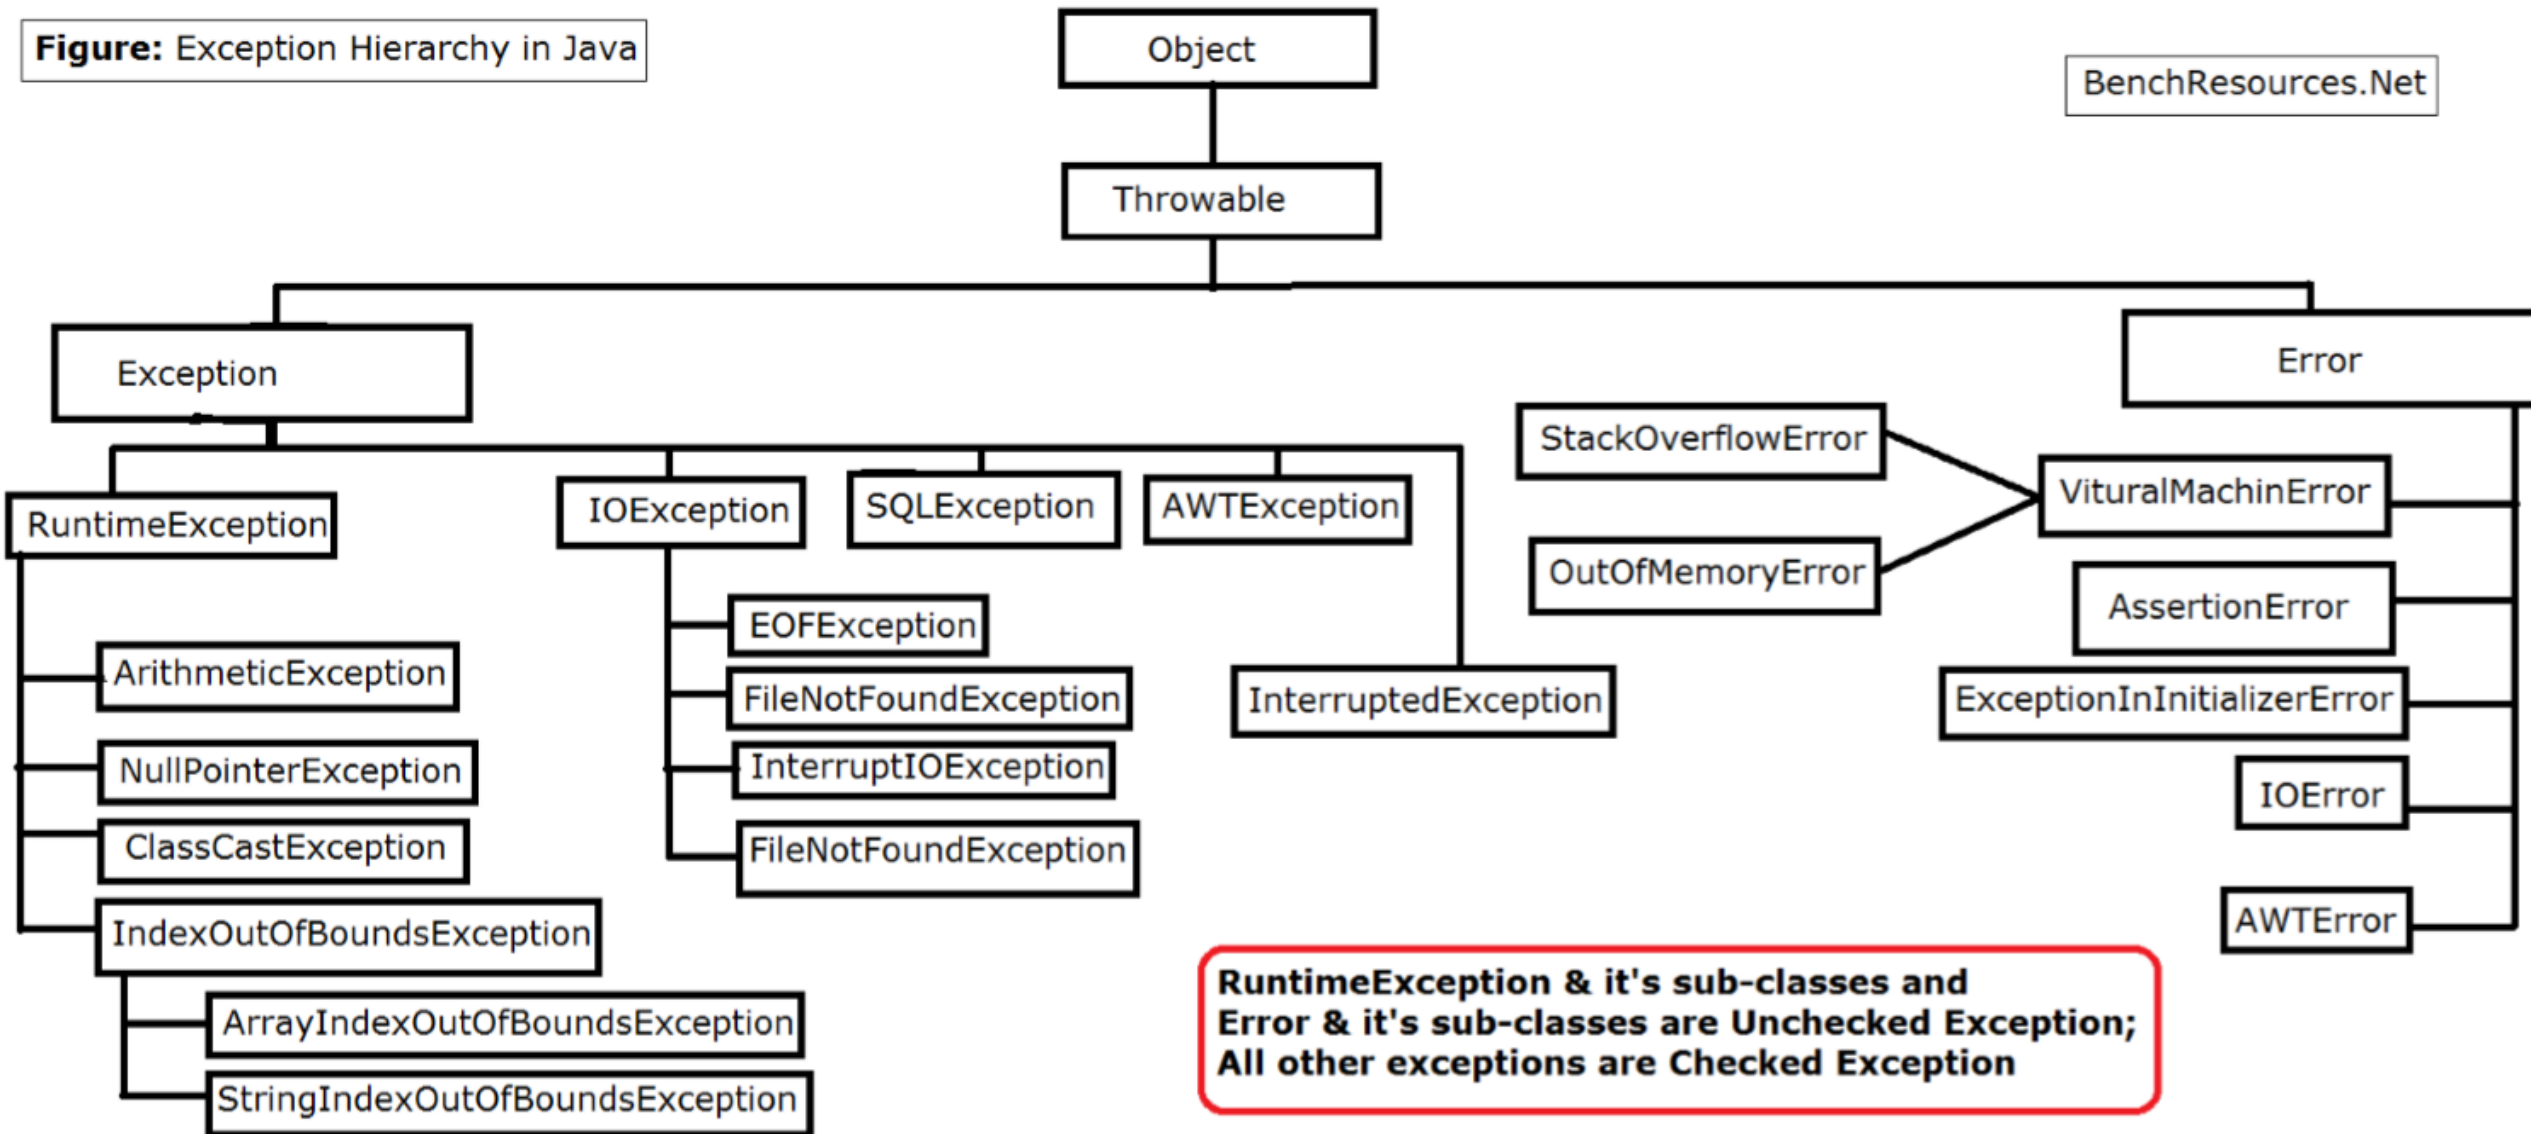 Figure: Exception Hierarchy in Java
Object
BenchResources.Net
Throwable
Exception
Error
StackOverflowError
VituralMachinError
RuntimeException
IOException
SQLException
AWTException
OutOfMemoryError
AssertionError
EOFException
ArithmeticException
FileNotFoundException
InterruptedException
ExceptionInInitializerError
NullPointerException
InterruptIOException
IOError
ClassCastException
FileNotFoundException
IndexOutOfBoundsException
AWTError
RuntimeException & it's sub-classes and
Error & it's sub-classes are Unchecked Exception;
All other exceptions are Checked Exception
ArrayIndexOutOfBoundsException
StringIndexOutOfBoundsException